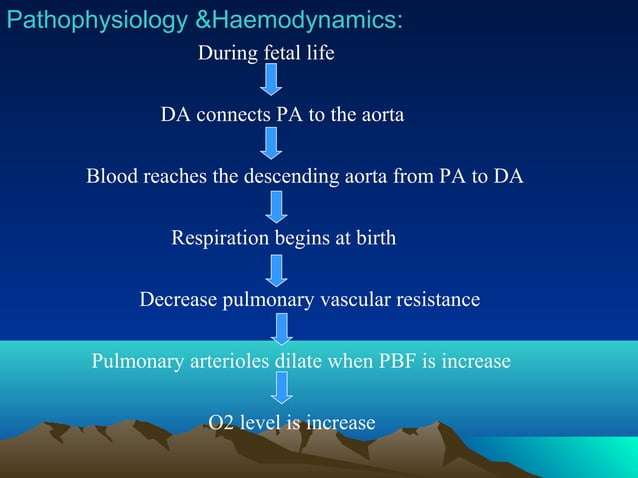 Pathophysiology &Haemodynamics:
During fetal life
DA connects PA to the aorta
Blood reaches the descending aorta from PA to DA
Respiration begins at birth
Decrease pulmonary vascular resistance
Pulmonary arterioles dilate when PBF is increase
O2 level is increase